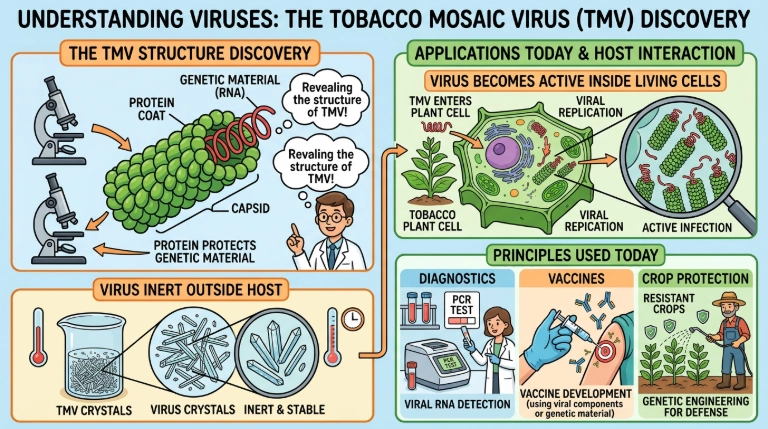 UNDERSTANDING VIRUSES: THE TOBACCO MOSAIC VIRUS (TMV) DISCOVERY
THE TMV STRUCTURE DISCOVERY
GENETIC MATERIAL
(RNA)
PROTEIN
COAT
Revealing
the structure
of TMV!
Revaling the
structure of
TMV!
CAPSID
PROTEIN PROTECTS
GENETIC MATERIAL
VIRUS INERT OUTSIDE HOST
TMV CRYSTALS
VIRUS CRYSTALS
INERT & STABLE
APPLICATIONS TODAY & HOST INTERACTION
VIRUS BECOMES ACTIVE INSIDE LIVING CELLS
TMV ENTERS
PLANT CELL
VIRAL
REPLICATION
TOBACCO
PLANT CELL
VIRAL
REPICATION
ACTIVE INFECTION
PRINCIPLES USED TODAY
DIAGNOSTICS
PCR
TEST
PCR
TEST
VIRAL RNA DETECTION
VACCINES
VACCINE DEVELOPMENT
(using viral components
or genetic material)
CROP PROTECTION
RESISTANT
CROPS
GENETIC ENGINEERING
FOR DEFENSE